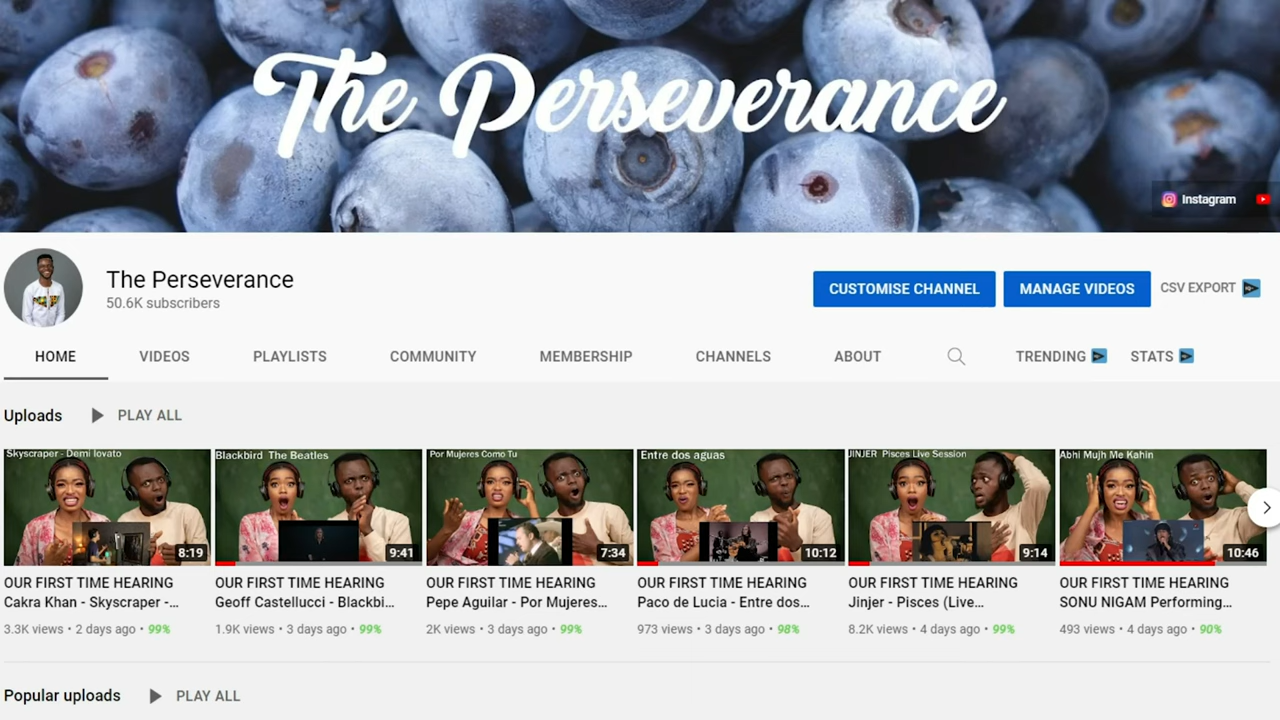 The Perseverance
Instagram
The Perseverance
50.6K subscribers
CUSTOMISE CHANNEL
MANAGE VIDEOS
CSV EXPORT
HOME
VIDEOS
PLAYLISTS
COMMUNITY
MEMBERSHIP
CHANNELS
ABOUT
TRENDING
STATS
Uploads
PLAY ALL
Skyscraper - Demi lovato
8:19
OUR FIRST TIME HEARING
Cakra Khan - Skyscraper -...
3.3K views • 2 days ago • 99%
Blackbird The Beatles
9:41
OUR FIRST TIME HEARING
Geoff Castellucci - Blackbi...
1.9K views • 3 days ago • 99%
Por Mujeres Como Tu
7:34
OUR FIRST TIME HEARING
Pepe Aguilar - Por Mujeres...
2K views • 3 days ago • 99%
Entre dos aguas
10:12
OUR FIRST TIME HEARING
Paco de Lucia - Entre dos...
973 views • 3 days ago • 98%
JINJER Pisces Live Session
9:14
OUR FIRST TIME HEARING
Jinjer - Pisces (Live...
8.2K views • 4 days ago • 99%
Abhi Mujh Me Kahin
10:46
OUR FIRST TIME HEARING
SONU NIGAM Performing...
493 views • 4 days ago • 90%
Popular uploads
PLAY ALL